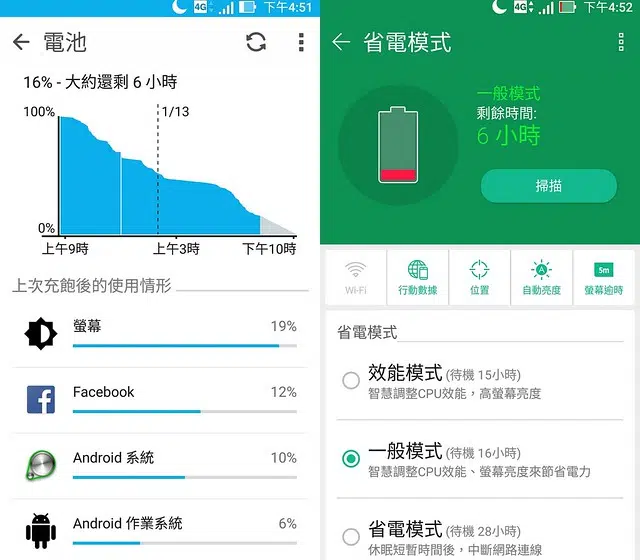 4G 下午4:51
電池
16% - 大約還剩 6 小時
100%
1/13
0%
上午9時 上午3時 下午10時
上次充飽後的使用情形
螢幕 19%
Facebook 12%
Android 系統 10%
Android 作業系統 6%
4G 下午4:52
省電模式
一般模式
剩餘時間:
6 小時
掃描
A 5m
Wi-Fi 行動數據 位置 自動亮度 螢幕逾時
省電模式
效能模式 (待機 15小時)
智慧調整CPU效能，高螢幕亮度
一般模式 (待機 16小時)
智慧調整CPU效能、螢幕亮度來節省電力
省電模式 (待機 28小時)
休眠短暫時間後，中斷網路連線